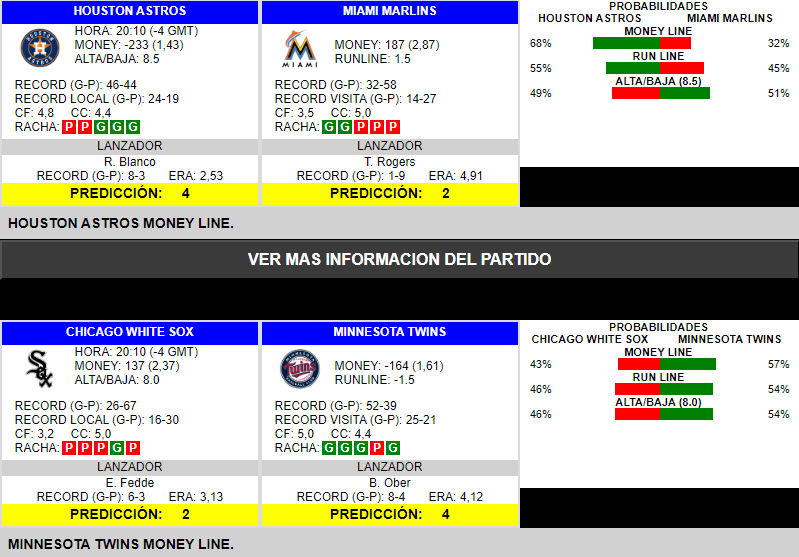 HOUSTON ASTROS
HORA: 20:10 (-4 GMT)
MONEY: -233 (1,43)
ALTA/BAJA: 8.5
RECORD (G-P): 46-44
RECORD LOCAL (G-P): 24-19
CF: 4,8 CC: 4,4
RACHA: P P G G G
LANZADOR
R. Blanco
RECORD (G-P): 8-3 ERA: 2,53
PREDICCIÓN: 4
MIAMI MARLINS
MIAMI
MONEY: 187 (2,87)
RUNLINE: 1.5
RECORD (G-P): 32-58
RECORD VISITA (G-P): 14-27
CF: 3,5 CC: 5,0
RACHA: G G P P P
LANZADOR
T. Rogers
RECORD (G-P): 1-9 ERA: 4,91
PREDICCIÓN: 2
PROBABILIDADES
HOUSTON ASTROS MIAMI MARLINS
MONEY LINE
68% 32%
RUN LINE
55% 45%
ALTA/BAJA (8.5)
49% 51%
HOUSTON ASTROS MONEY LINE.
VER MAS INFORMACION DEL PARTIDO
CHICAGO WHITE SOX
HORA: 20:10 (-4 GMT)
MONEY: 137 (2,37)
ALTA/BAJA: 8.0
RECORD (G-P): 26-67
RECORD LOCAL (G-P): 16-30
CF: 3,2 CC: 5,0
RACHA: P P P G P
LANZADOR
E. Fedde
RECORD (G-P): 6-3 ERA: 3,13
PREDICCIÓN: 2
MINNESOTA TWINS
Twins
MONEY: -164 (1,61)
RUNLINE: -1.5
RECORD (G-P): 52-39
RECORD VISITA (G-P): 25-21
CF: 5,0 CC: 4,4
RACHA: G G G P G
LANZADOR
B. Ober
RECORD (G-P): 8-4 ERA: 4,12
PREDICCIÓN: 4
PROBABILIDADES
CHICAGO WHITE SOX MINNESOTA TWINS
MONEY LINE
43% 57%
RUN LINE
46% 54%
ALTA/BAJA (8.0)
46% 54%
MINNESOTA TWINS MONEY LINE.